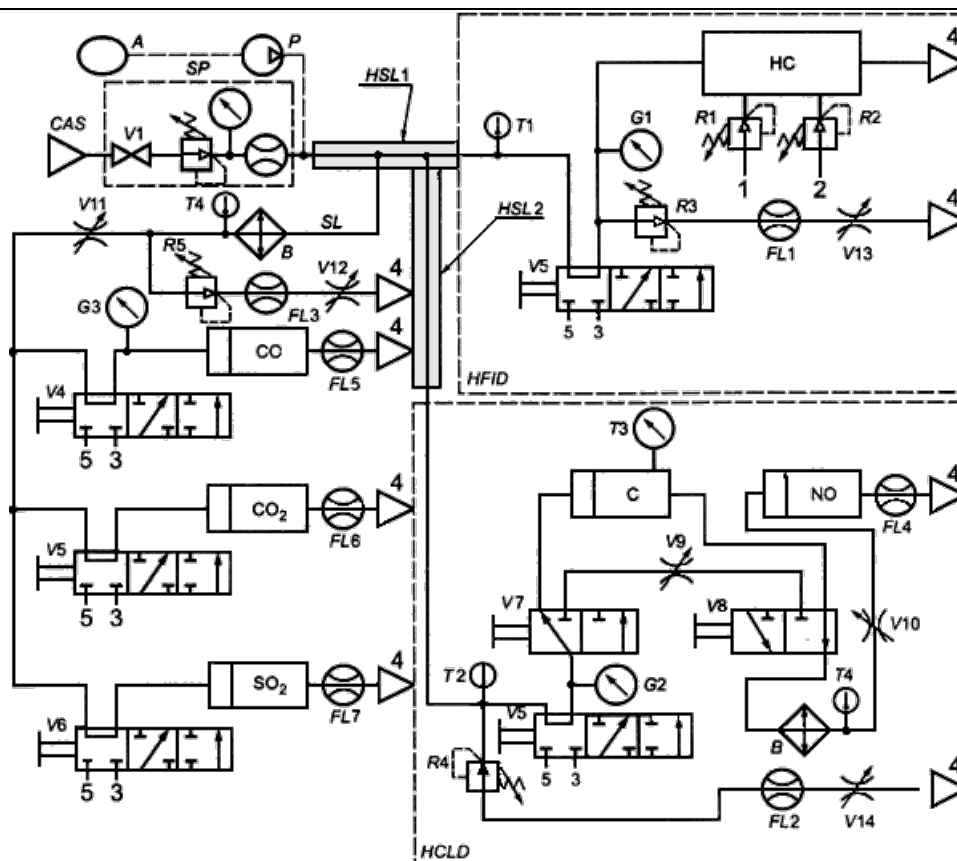 A
P
SP
HSL1
CAS
V1
T1
G1
HC
4
R1
R2
1
2
V11
T4
SL
B
HSL2
R3
FL1
V13
4
R5
V12
4
FL3
V5
5
3
G3
CO
FL5
4
HFID
V4
5
3
T3
C
NO
FL4
4
CO2
FL6
4
V5
5
3
V9
V7
V8
V10
SO2
FL7
4
T2
V5
G2
T4
V6
5
3
5
3
B
R4
FL2
V14
4
HCLD